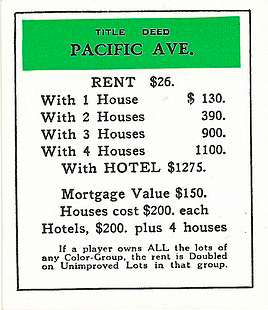 TITLE DEED
PACIFIC AVE.
RENT $26.
With 1 House $ 130.
With 2 Houses 390.
With 3 Houses 900.
With 4 Houses 1100.
With HOTEL $1275.
Mortgage Value $150.
Houses cost $200. each
Hotels, $200. plus 4 houses
If a player owns ALL the lots of
any Color-Group, the rent is Doubled
on Unimproved Lots in that group.